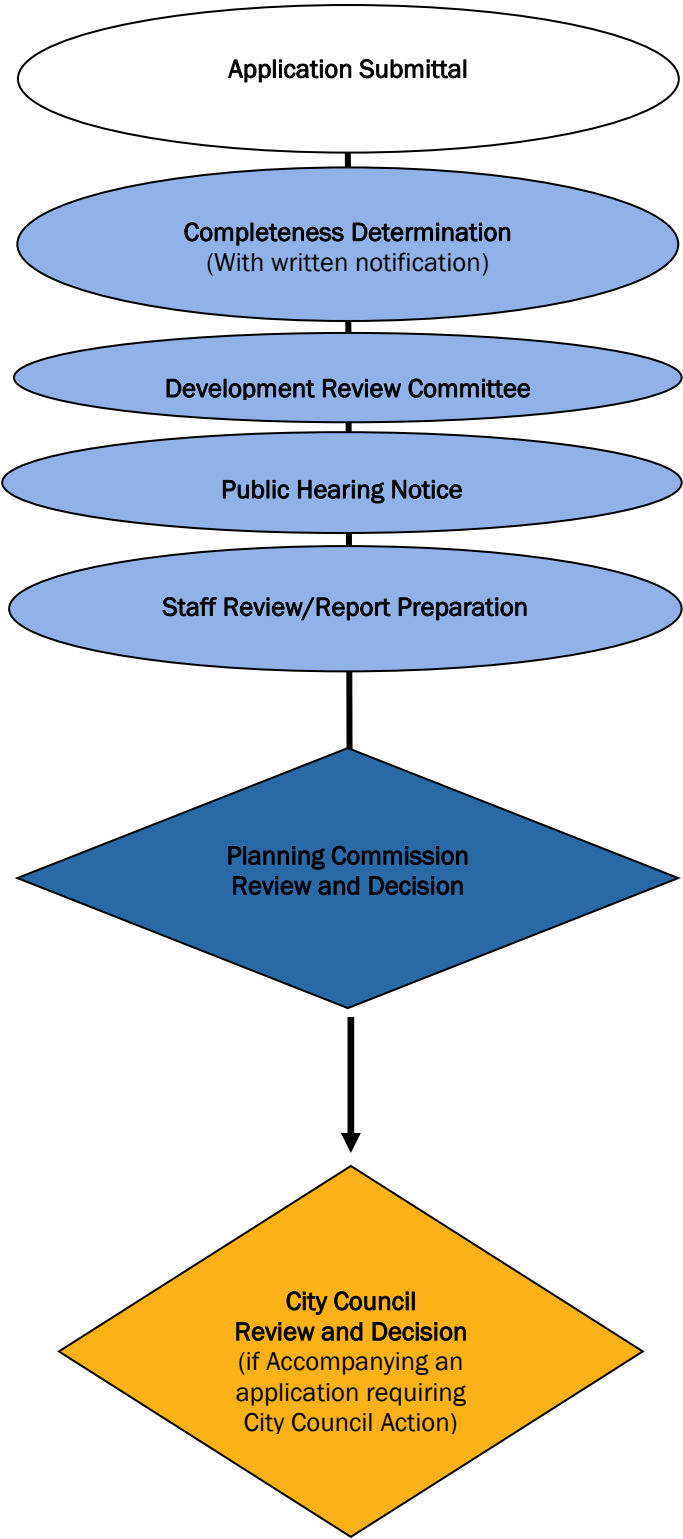 Application Submittal
Completeness Determination
(With written notification)
Development Review Committee
Public Hearing Notice
Staff Review/Report Preparation
Planning Commission
Review and Decision
City Council
Review and Decision
(if Accompanying an
application requiring
City Council Action)